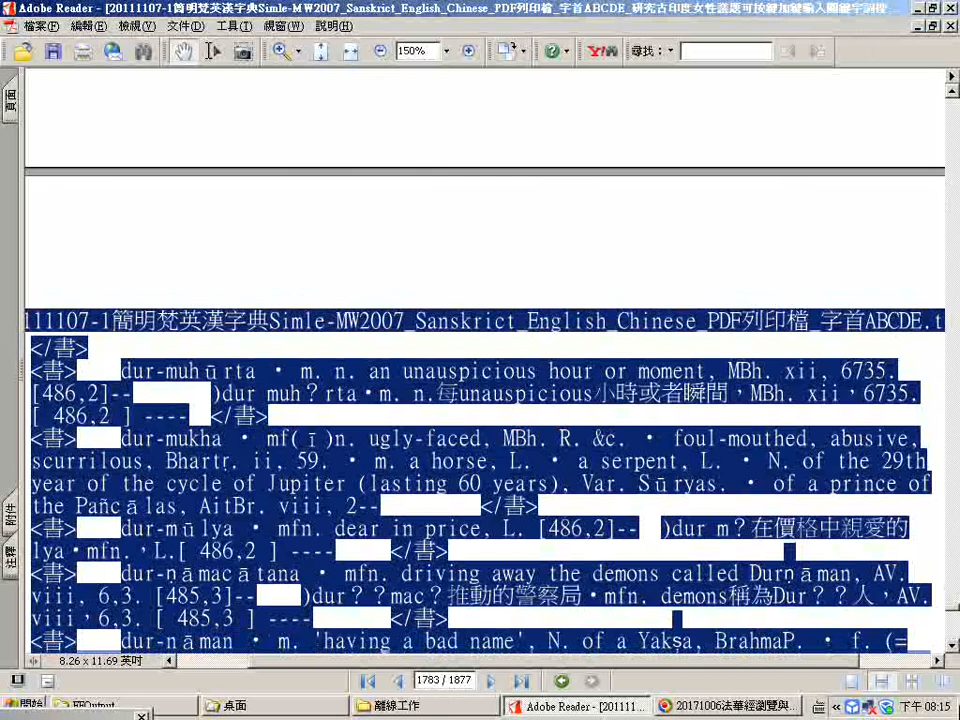 Adobe Reader - [20111107-1簡明梵英漢字典Simle-MW2007_Sanskrict_English_Chinese_PDF列印檔_字首ABCDE_研究古印度女性議題可按
檔案(F) 編輯(E) 檢視(V) 文件(D) 工具(T) 視窗(W) 說明(H)
150% Y! 尋找:
頁面
111107-1簡明梵英漢字典Simle-MW2007_Sanskrict_English_Chinese_PDF列印檔_字首ABCDE.t
</書>
<書> dur-muhūrta • m. n. an unauspicious hour or moment, MBh. xii, 6735.
[486,2]-- )dur muh？rta•m. n.每unauspicious小時或者瞬間，MBh. xii，6735.
[ 486,2 ] ---- </書>
<書> dur-mukha • mf(ī)n. ugly-faced, MBh. R. &c. • foul-mouthed, abusive,
scurrilous, Bhartṛ. ii, 59. • m. a horse, L. • a serpent, L. • N. of the 29th
year of the cycle of Jupiter (lasting 60 years), Var. Sūryas. • of a prince of
the Pañcālas, AitBr. viii, 2-- </書>
<書> dur-mūlya • mfn. dear in price, L. [486,2]-- )dur m？在價格中親愛的
lya•mfn.，L.[ 486,2 ] ---- </書>
<書> dur-ṇāmacātana • mfn. driving away the demons called Durṇāman, AV.
viii, 6,3. [485,3]-- )dur？？mac？推動的警察局•mfn. demons稱為Dur？？人，AV.
viii，6,3. [ 485,3 ] ---- </書>
<書> dur-nāman • m. 'having a bad name', N. of a Yakṣa, BrahmaP. • f. (=
附件
註釋
8.26 x 11.69 英吋
1783 / 1877
開始 FFOutput 桌面 離線工作 Adobe Reader - [201111... 20171006法華經瀏覽與... 下午 08:15